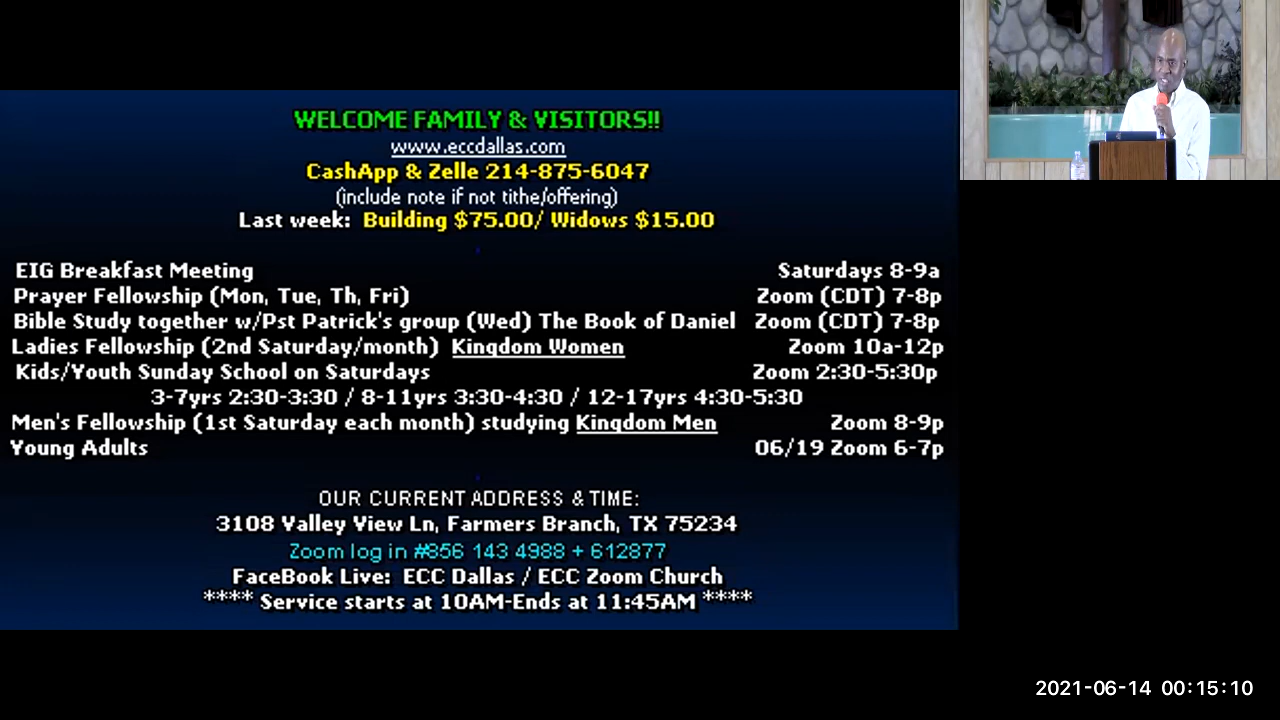 WELCOME FAMILY & VISITORS!!
www.eccdallas.com
CashApp & Zelle 214-875-6047
(include note if not tithe/offering)
Last week: Building $75.00/ Widows $15.00
EIG Breakfast Meeting Saturdays 8-9a
Prayer Fellowship (Mon, Tue, Th, Fri) Zoom (CDT) 7-8p
Bible Study together w/Pst Patrick's group (Wed) The Book of Daniel Zoom (CDT) 7-8p
Ladies Fellowship (2nd Saturday/month) Kingdom Women Zoom 10a-12p
Kids/Youth Sunday School on Saturdays Zoom 2:30-5:30p
3-7yrs 2:30-3:30 / 8-11yrs 3:30-4:30 / 12-17yrs 4:30-5:30
Men's Fellowship (1st Saturday each month) studying Kingdom Men Zoom 8-9p
Young Adults 06/19 Zoom 6-7p
OUR CURRENT ADDRESS & TIME:
3108 Valley View Ln, Farmers Branch, TX 75234
Zoom log in #856 143 4988 + 612877
FaceBook Live: ECC Dallas / ECC Zoom Church
**** Service starts at 10AM-Ends at 11:45AM ****
2021-06-14 00:15:10